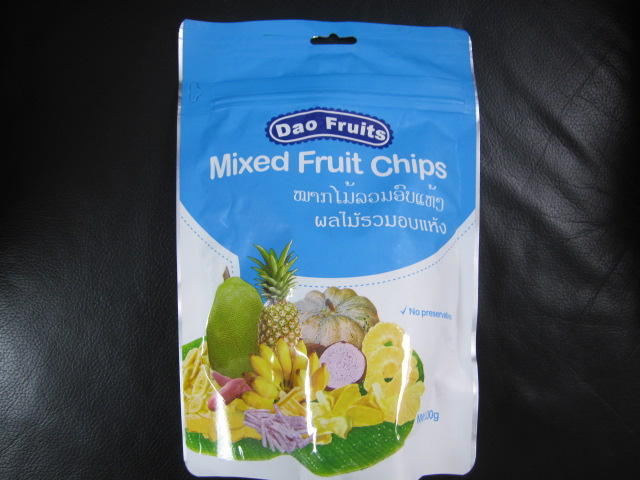 Dao Fruits
Mixed Fruit Chips
ໝາກໄມ້ລວມອົບແຫ້ງ
ผลไม้รวมอบแห้ง
✓ No preservative